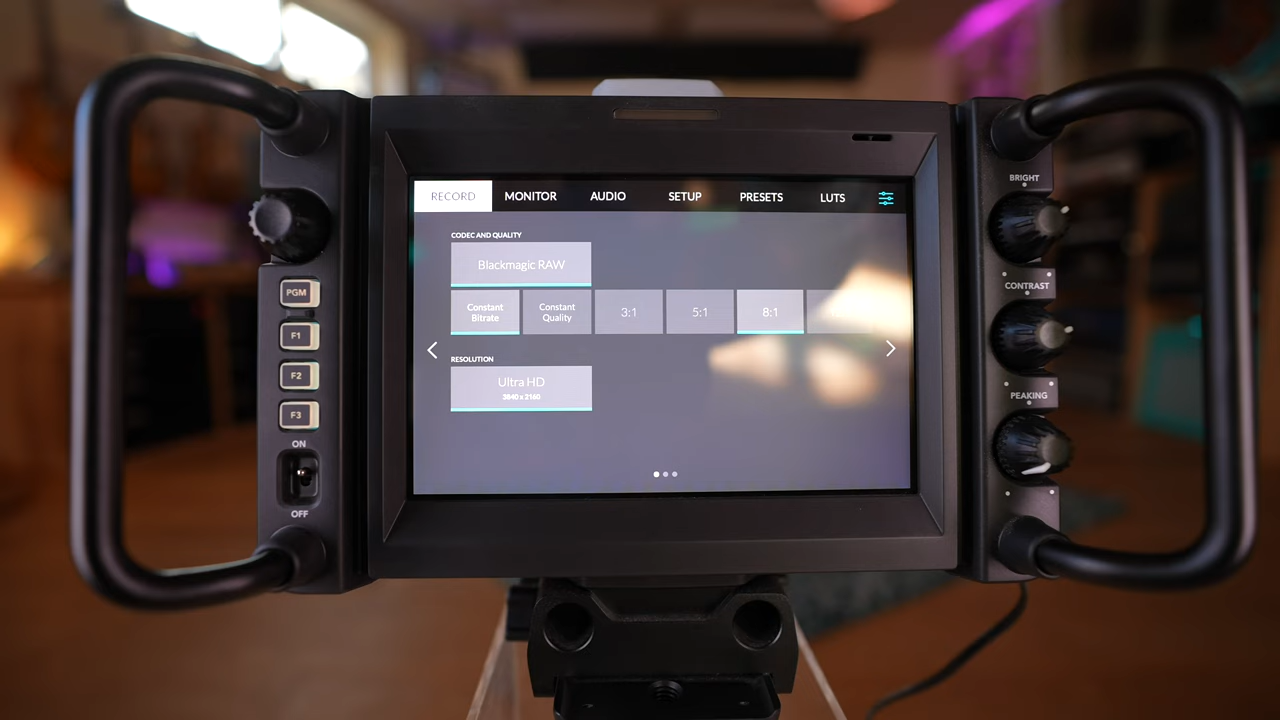 RECORD MONITOR AUDIO SETUP PRESETS LUTS
CODEC AND QUALITY
Blackmagic RAW
Constant
Bitrate
Constant
Quality
3:1
5:1
8:1
RESOLUTION
Ultra HD
3840 x 2160
PGM
F1
F2
F3
ON
OFF
BRIGHT
CONTRAST
PEAKING